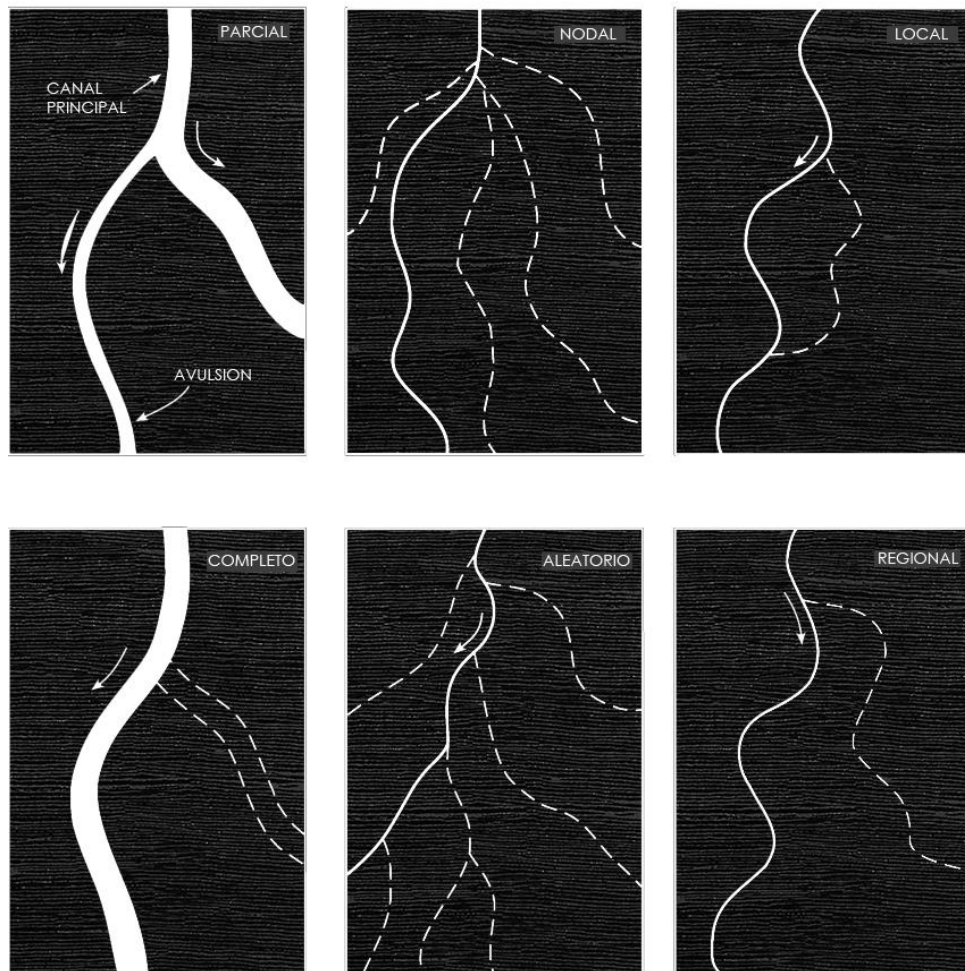 PARCIAL
CANAL
PRINCIPAL
AVULSION
NODAL
LOCAL
COMPLETO
ALEATORIO
REGIONAL